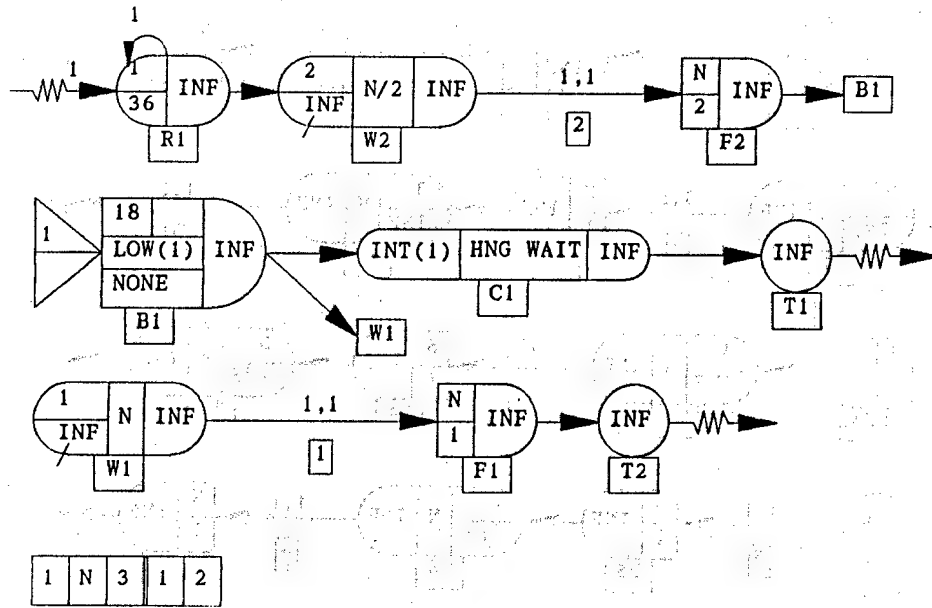 1
1
1
36
INF
R1
2
INF
N/2
INF
W2
1,1
2
N
2
INF
F2
B1
1
18
LOW(1)
NONE
INF
B1
W1
INT(1)
HNG WAIT
INF
C1
INF
T1
1
INF
N
INF
W1
1,1
1
N
1
INF
F1
INF
T2
1 N 3 1 2